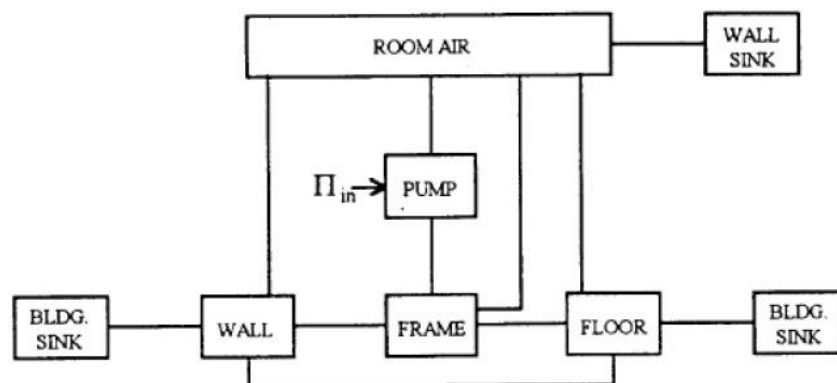 ROOM AIR
WALL
SINK
Π in
PUMP
BLDG.
SINK
WALL
FRAME
FLOOR
BLDG.
SINK